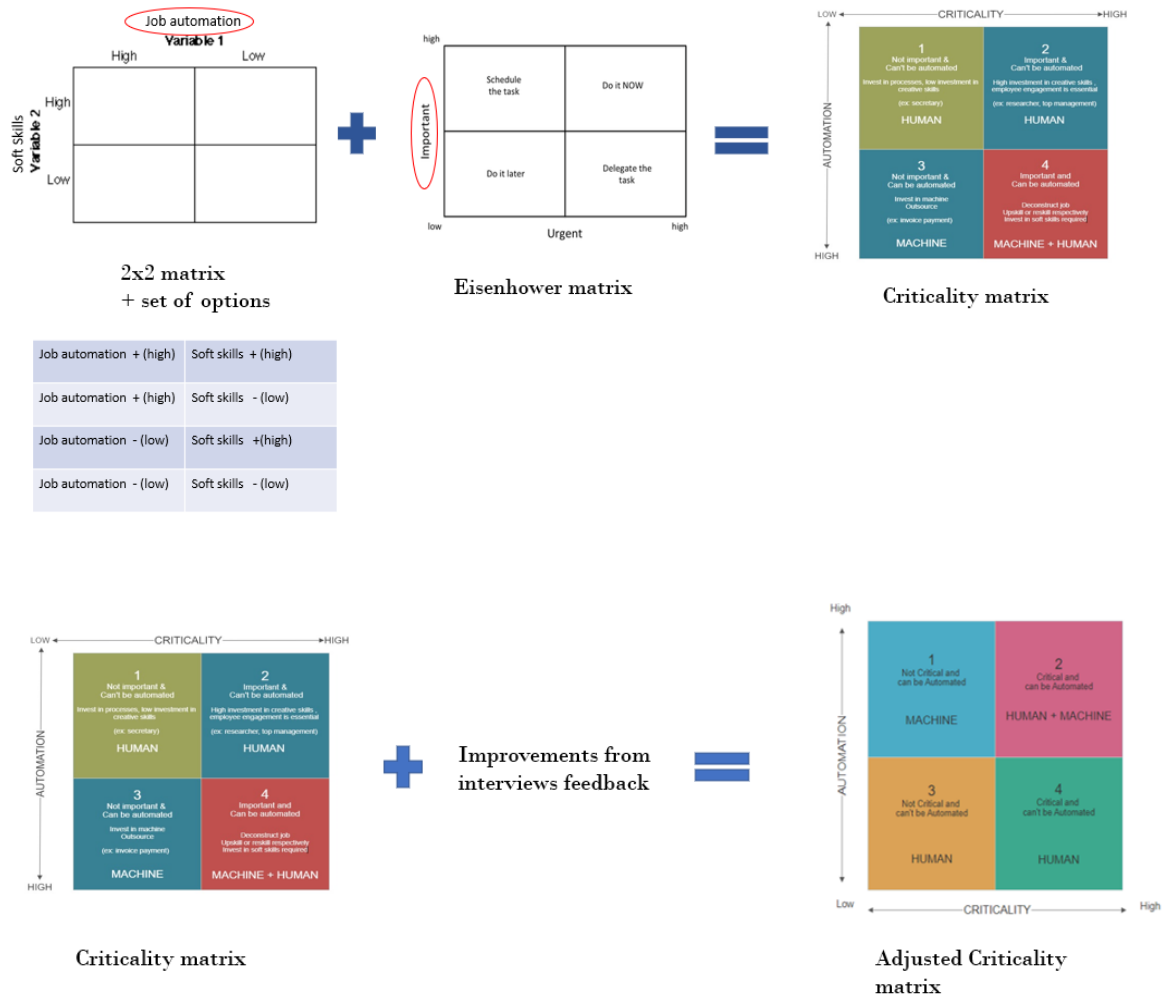 Job automation
Variable 1
High Low
Soft Skills
Variable 2
High
Low
2x2 matrix
+ set of options
high
Important
low
Schedule
the task
Do it NOW
Do it later
Delegate the
task
Urgent
high
Eisenhower matrix
LOW CRITICALITY HIGH
AUTOMATION
HIGH
1
Not important &
Can't be automated
Invest in processes, low investment in
creative skills
(ex: secretary)
HUMAN
2
Important &
Can't be automated
High investment in creative skills ,
employee engagement is essential
(ex: researcher, top management)
HUMAN
3
Not important &
Can be automated
Invest in machine
Outsource
(ex: invoice payment)
MACHINE
4
Important and
Can be automated
Deconstruct job
Upskill or reskill respectively
Invest in soft skills required
MACHINE + HUMAN
Criticality matrix
Job automation + (high) Soft skills + (high)
Job automation + (high) Soft skills - (low)
Job automation - (low) Soft skills +(high)
Job automation - (low) Soft skills - (low)
LOW CRITICALITY HIGH
AUTOMATION
HIGH
1
Not important &
Can't be automated
Invest in processes, low investment in
creative skills
(ex: secretary)
HUMAN
2
Important &
Can't be automated
High investment in creative skills ,
employee engagement is essential
(ex: researcher, top management)
HUMAN
3
Not important &
Can be automated
Invest in machine
Outsource
(ex: invoice payment)
MACHINE
4
Important and
Can be automated
Deconstruct job
Upskill or reskill respectively
Invest in soft skills required
MACHINE + HUMAN
Criticality matrix
Improvements from
interviews feedback
High
AUTOMATION
Low
1
Not Critical and
can be Automated
MACHINE
2
Critical and
can be Automated
HUMAN + MACHINE
3
Not Critical and
can't be Automated
HUMAN
4
Critical and
can't be Automated
HUMAN
CRITICALITY
High
Adjusted Criticality
matrix